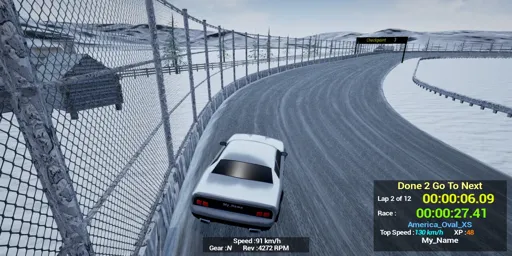 Checkpoint
Done 2 Go To Next
Lap 2 of 12
00:00:06.09
Race :
00:00:27.41
America_Oval_XS
Top Speed :130 km/h XP :48
My_Name
Speed :91 km/h
Gear :N Rev :4272 RPM